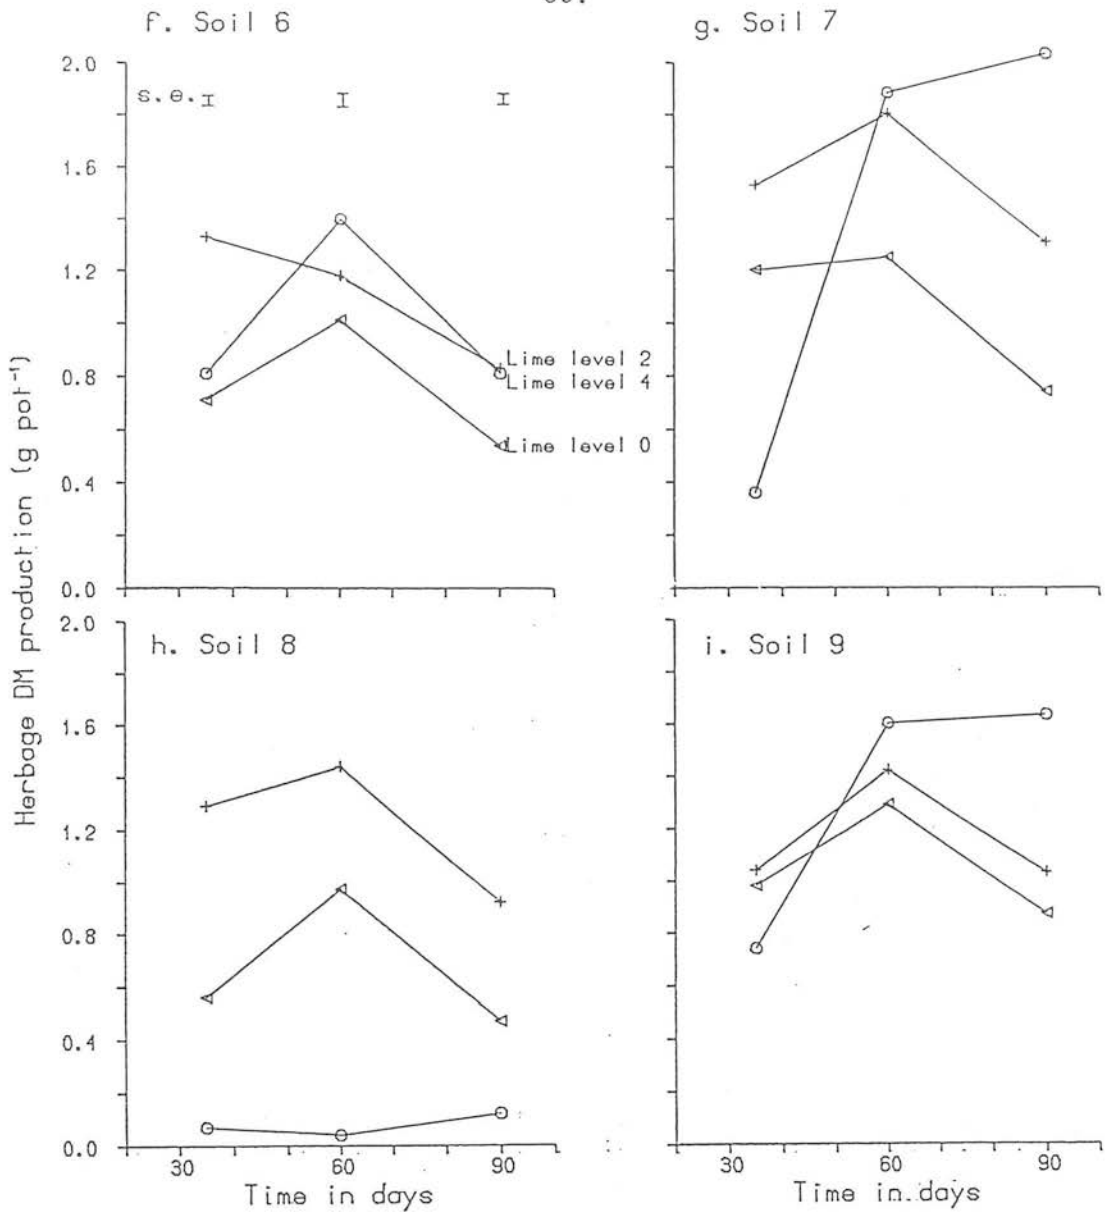 f. Soil 6
g. Soil 7
2.0
s.e.
1.6
1.2
0.8
0.4
0.0
Lime level 2
Lime level 4
Lime level 0
Herbage DM production (g pot⁻¹)
h. Soil 8
i. Soil 9
2.0
1.6
1.2
0.8
0.4
0.0
30 60 90
30 60 90
Time in days
Time in days